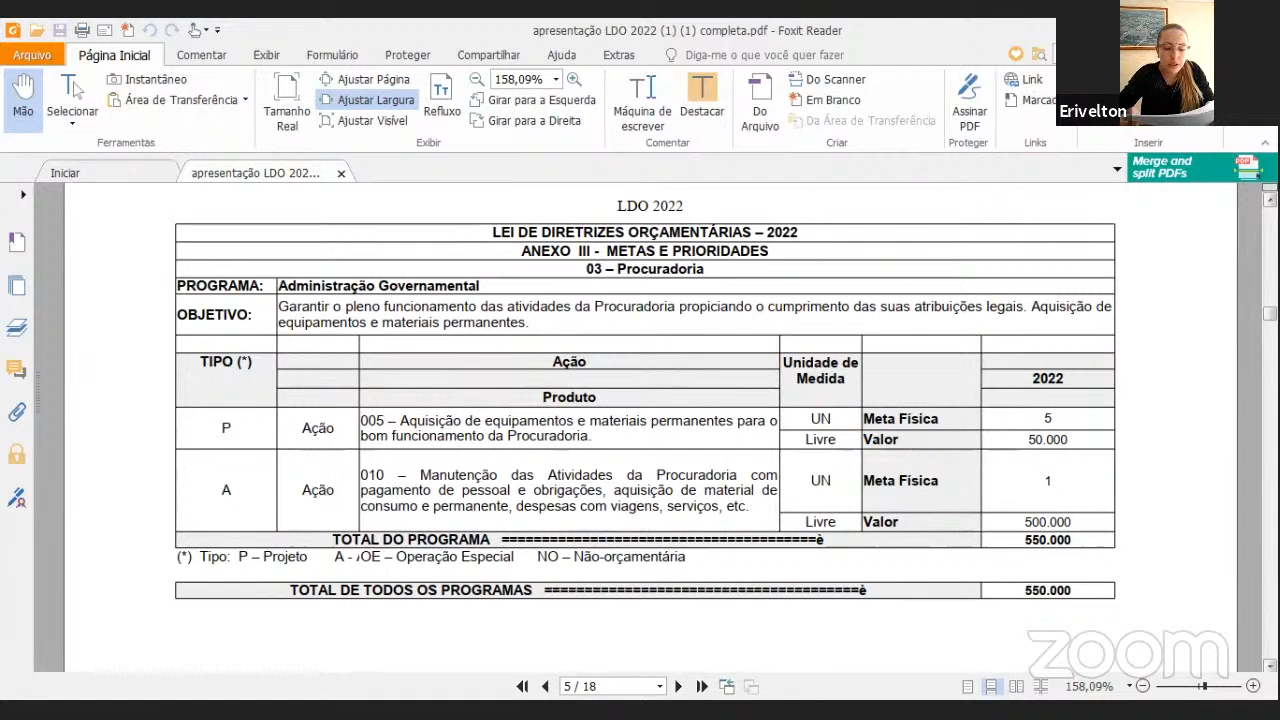 apresentação LDO 2022 (1) (1) completa.pdf - Foxit Reader
Arquivo Página Inicial Comentar Exibir Formulário Proteger Compartilhar Ajuda Extras Diga-me o que você quer fazer
Mão
Selecionar
Instantâneo
Área de Transferência
Ferramentas
Tamanho Real
Ajustar Página
Ajustar Largura
Ajustar Visível
Refluxo
158,09%
Girar para a Esquerda
Girar para a Direita
Exibir
Máquina de escrever
Destacar
Comentar
Do Arquivo
Do Scanner
Em Branco
Da Área de Transferência
Criar
Assinar PDF
Proteger
Link
Marcad
Links
Inserir
Erivelton
Iniciar
apresentação LDO 202...
Merge and
split PDFs
LDO 2022
LEI DE DIRETRIZES ORÇAMENTÁRIAS – 2022
ANEXO III - METAS E PRIORIDADES
03 – Procuradoria
PROGRAMA: Administração Governamental
OBJETIVO: Garantir o pleno funcionamento das atividades da Procuradoria propiciando o cumprimento das suas atribuições legais. Aquisição de
equipamentos e materiais permanentes.
TIPO (*) Ação Unidade de
Medida 2022
Produto
P Ação 005 – Aquisição de equipamentos e materiais permanentes para o UN Meta Física 5
bom funcionamento da Procuradoria. Livre Valor 50.000
A Ação 010 – Manutenção das Atividades da Procuradoria com
pagamento de pessoal e obrigações, aquisição de material de UN Meta Física 1
consumo e permanente, despesas com viagens, serviços, etc.
Livre Valor 500.000
TOTAL DO PROGRAMA =======================================è 550.000
(*) Tipo: P – Projeto A - /OE – Operação Especial NO – Não-orçamentária
TOTAL DE TODOS OS PROGRAMAS =======================================è 550.000
zoom
5 / 18
158,09%